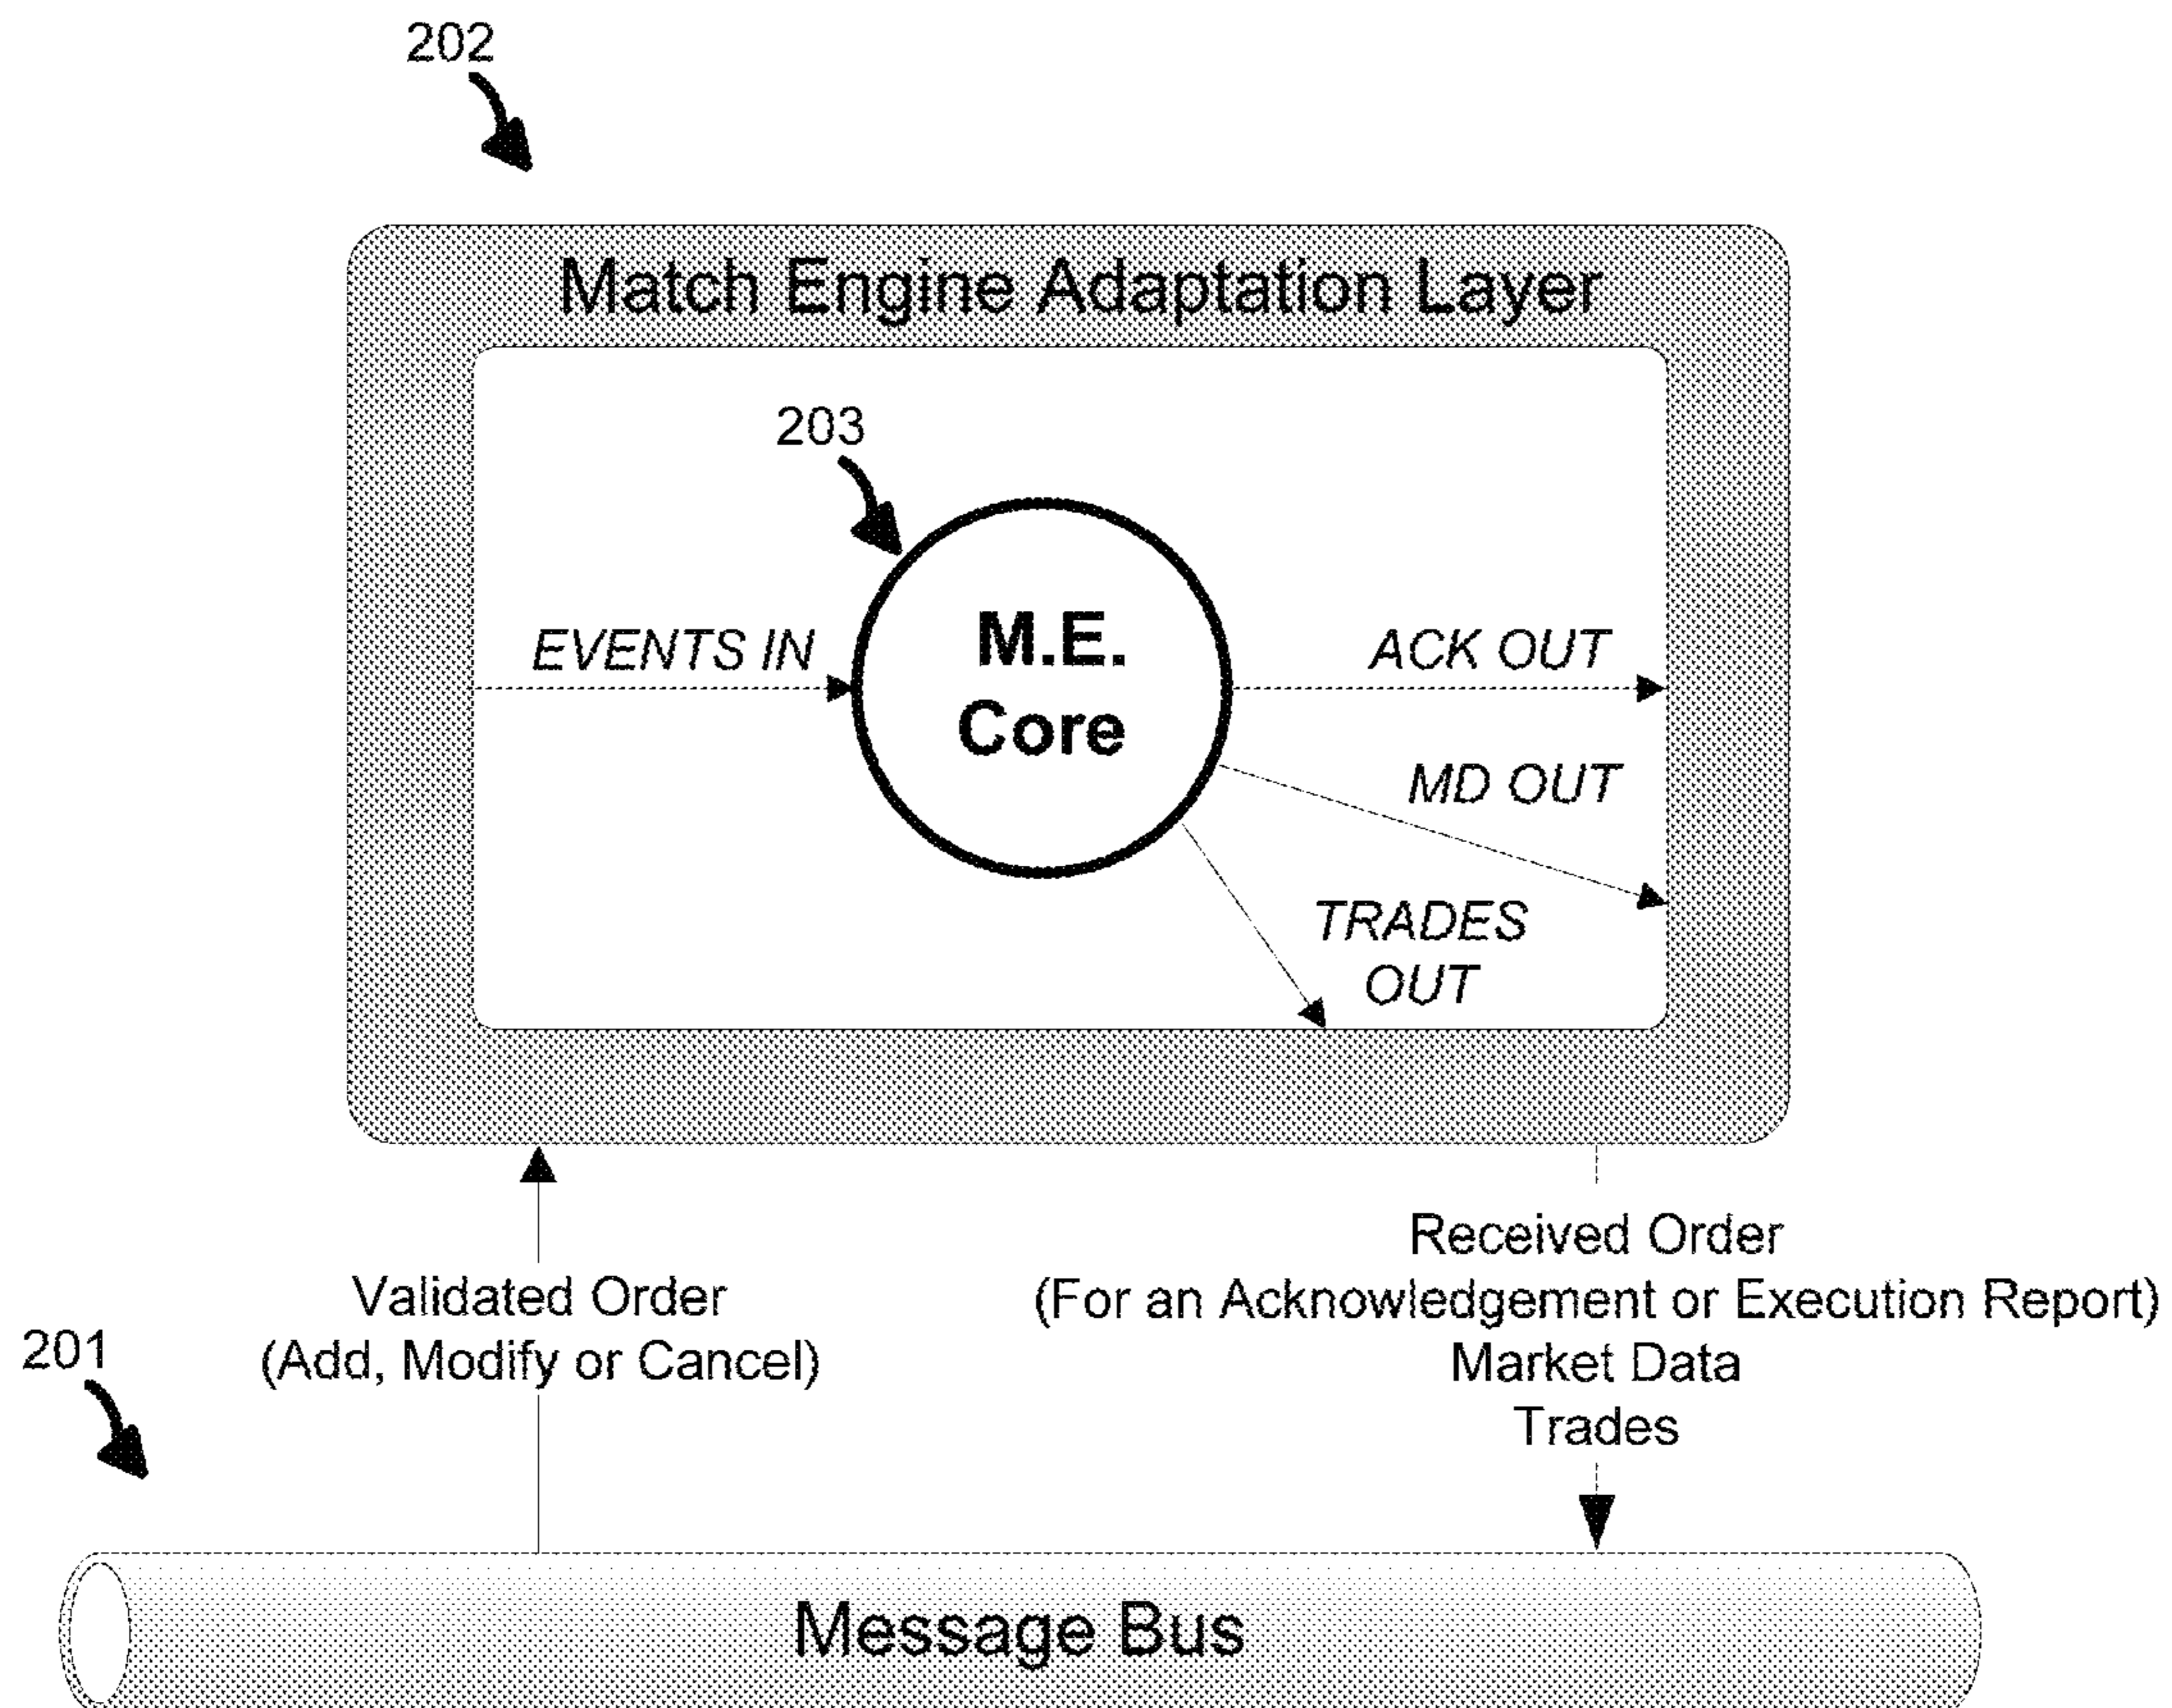 202
Match Engine Adaptation Layer
203
M.E.
Core
EVENTS IN
ACK OUT
MD OUT
TRADES
OUT
Validated Order
(Add, Modify or Cancel)
Received Order
(For an Acknowledgement or Execution Report)
Market Data
Trades
201
Message Bus